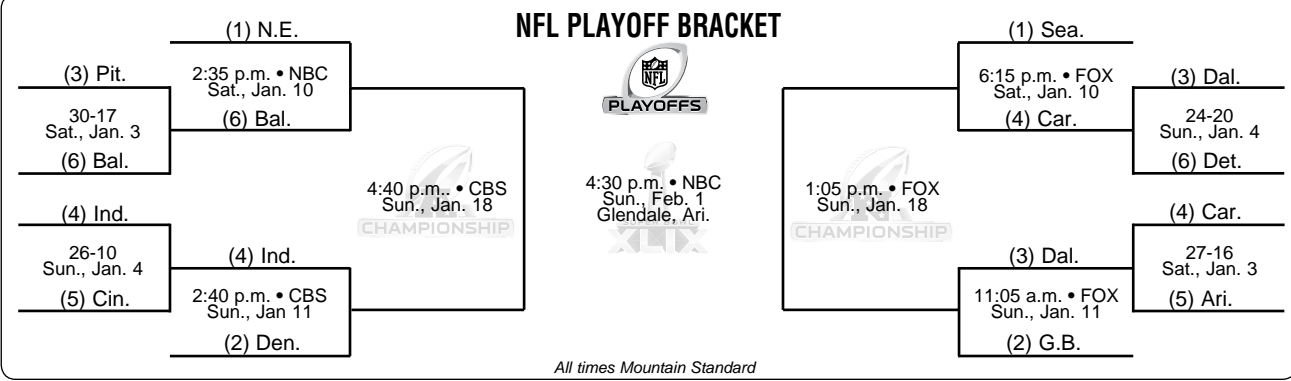 NFL PLAYOFF BRACKET
(1) N.E.
2:35 p.m. • NBC
Sat., Jan. 10
(6) Bal.
(3) Pit.
30-17
Sat., Jan. 3
(6) Bal.
(4) Ind.
26-10
Sun., Jan. 4
(5) Cin.
(4) Ind.
2:40 p.m. • CBS
Sun., Jan 11
(2) Den.
4:40 p.m.. • CBS
Sun., Jan. 18
CHAMPIONSHIP
NFL
PLAYOFFS
4:30 p.m. • NBC
Sun., Feb. 1
Glendale, Ari.
SUPER BOWL
XLIX
1:05 p.m. • FOX
Sun., Jan. 18
CHAMPIONSHIP
(1) Sea.
6:15 p.m. • FOX
Sat., Jan. 10
(4) Car.
(3) Dal.
24-20
Sun., Jan. 4
(6) Det.
(4) Car.
27-16
Sat., Jan. 3
(5) Ari.
(3) Dal.
11:05 a.m. • FOX
Sun., Jan. 11
(2) G.B.
All times Mountain Standard